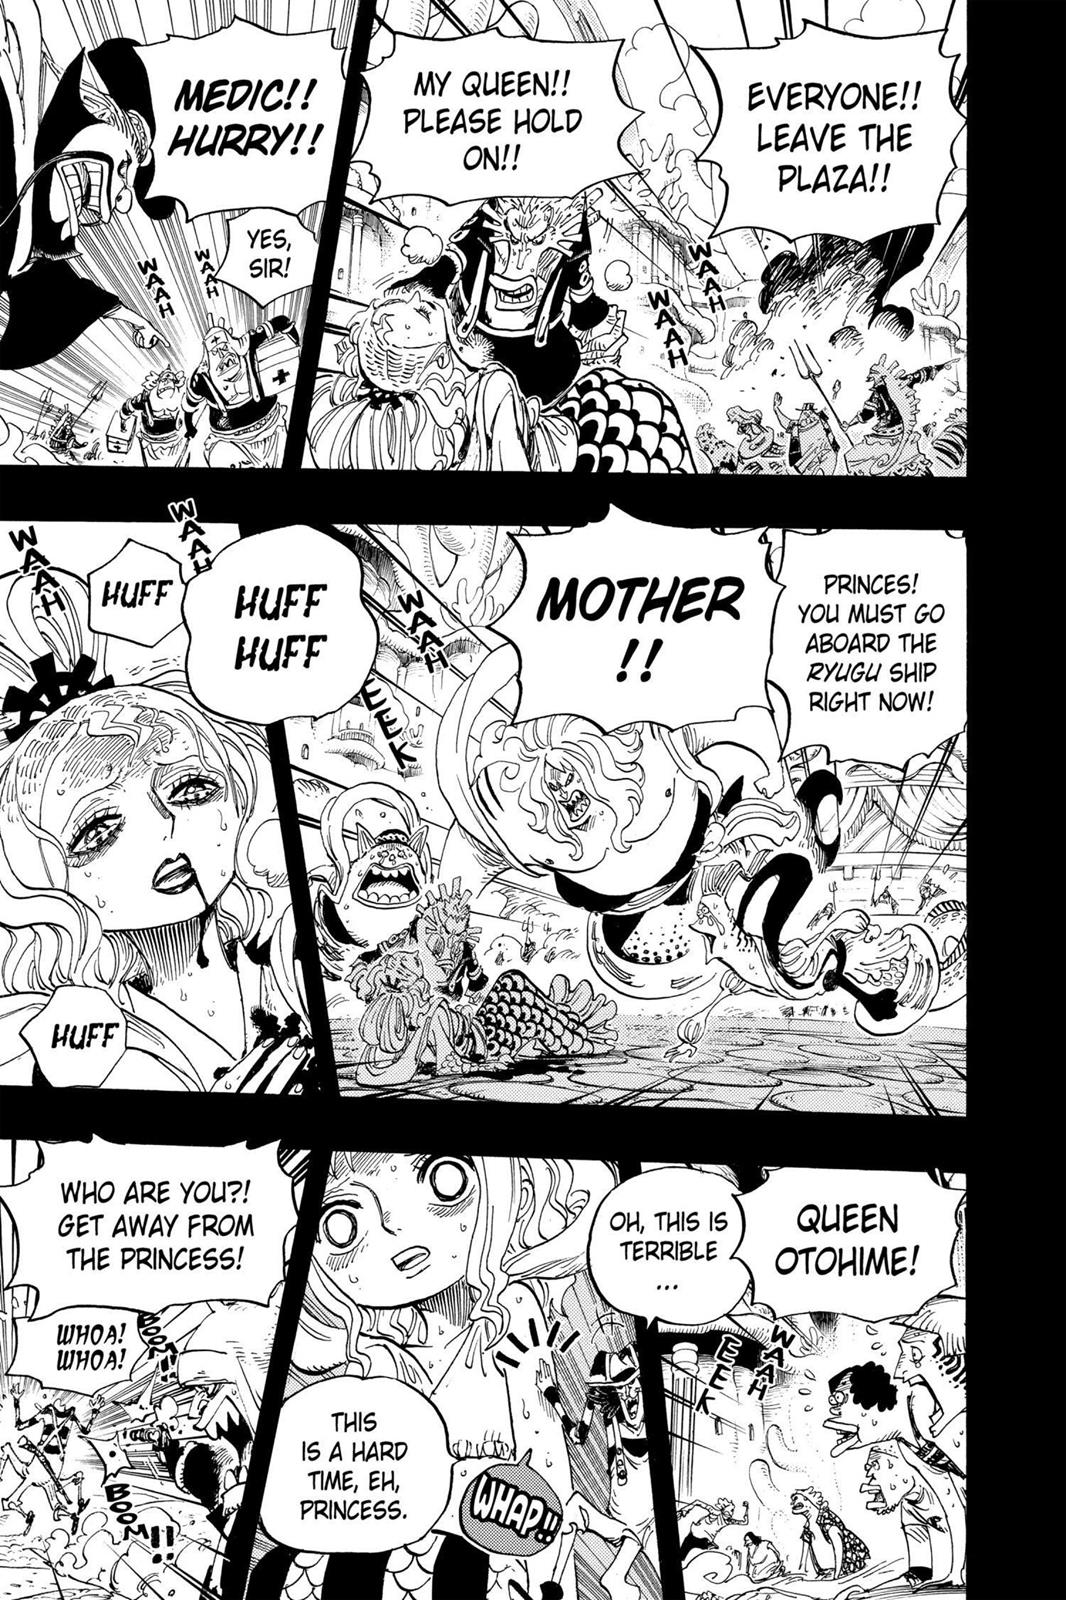 EVERYONE!!
LEAVE THE
PLAZA!!
MY QUEEN!!
PLEASE HOLD
ON!!
WAAH
WAAH
MEDIC!!
HURRY!!
YES,
SIR!
WAAH
WAAH
PRINCES!
YOU MUST GO
ABOARD THE
RYUGU SHIP
RIGHT NOW!
MOTHER
!!
WAAH
EEK
HUFF
HUFF
WAAH
HUFF
WAAH
HUFF
QUEEN
OTOHIME!
WAAH
EEK
OH, THIS IS
TERRIBLE
...
THIS
IS A HARD
TIME, EH,
PRINCESS.
WHAP!!
WHO ARE YOU?!
GET AWAY FROM
THE PRINCESS!
WHOA!
WHOA!
BOOM!!
BOOM!!